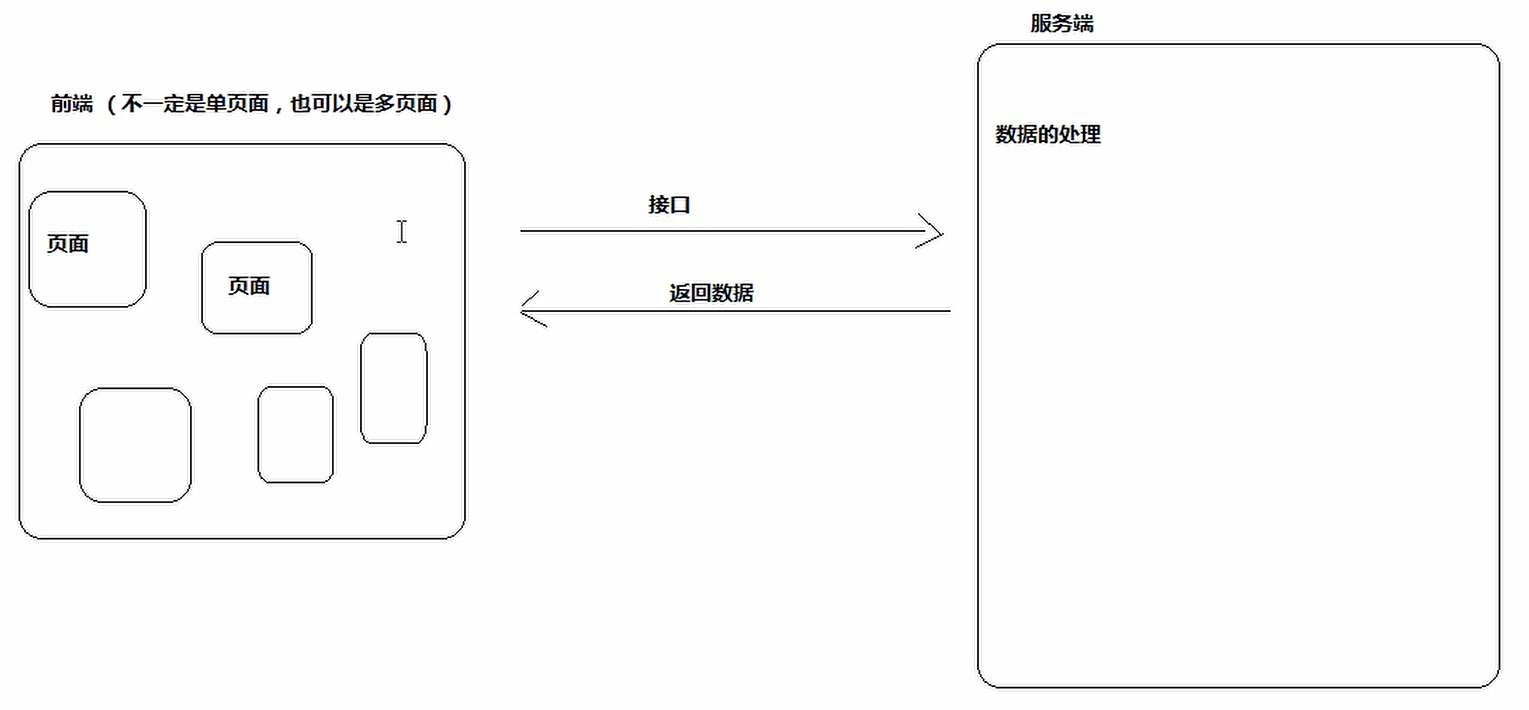 服务端
前端 （不一定是单页面，也可以是多页面）
数据的处理
接口
页面
页面
返回数据